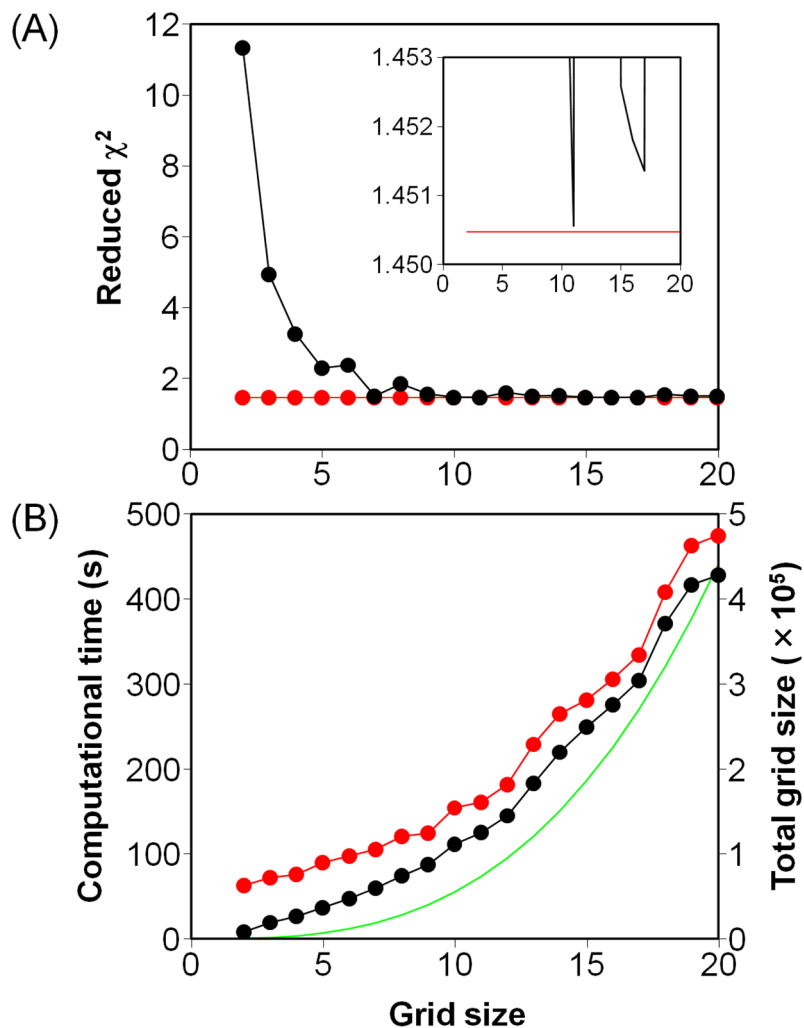 (A)
Reduced χ²
12
10
8
6
4
2
0
0 5 10 15 20
1.453
1.452
1.451
1.450
0 5 10 15 20
(B)
Computational time (s)
500
400
300
200
100
0
0 5 10 15 20
5
4
3
2
1
0
Total grid size ( × 10⁵)
Grid size